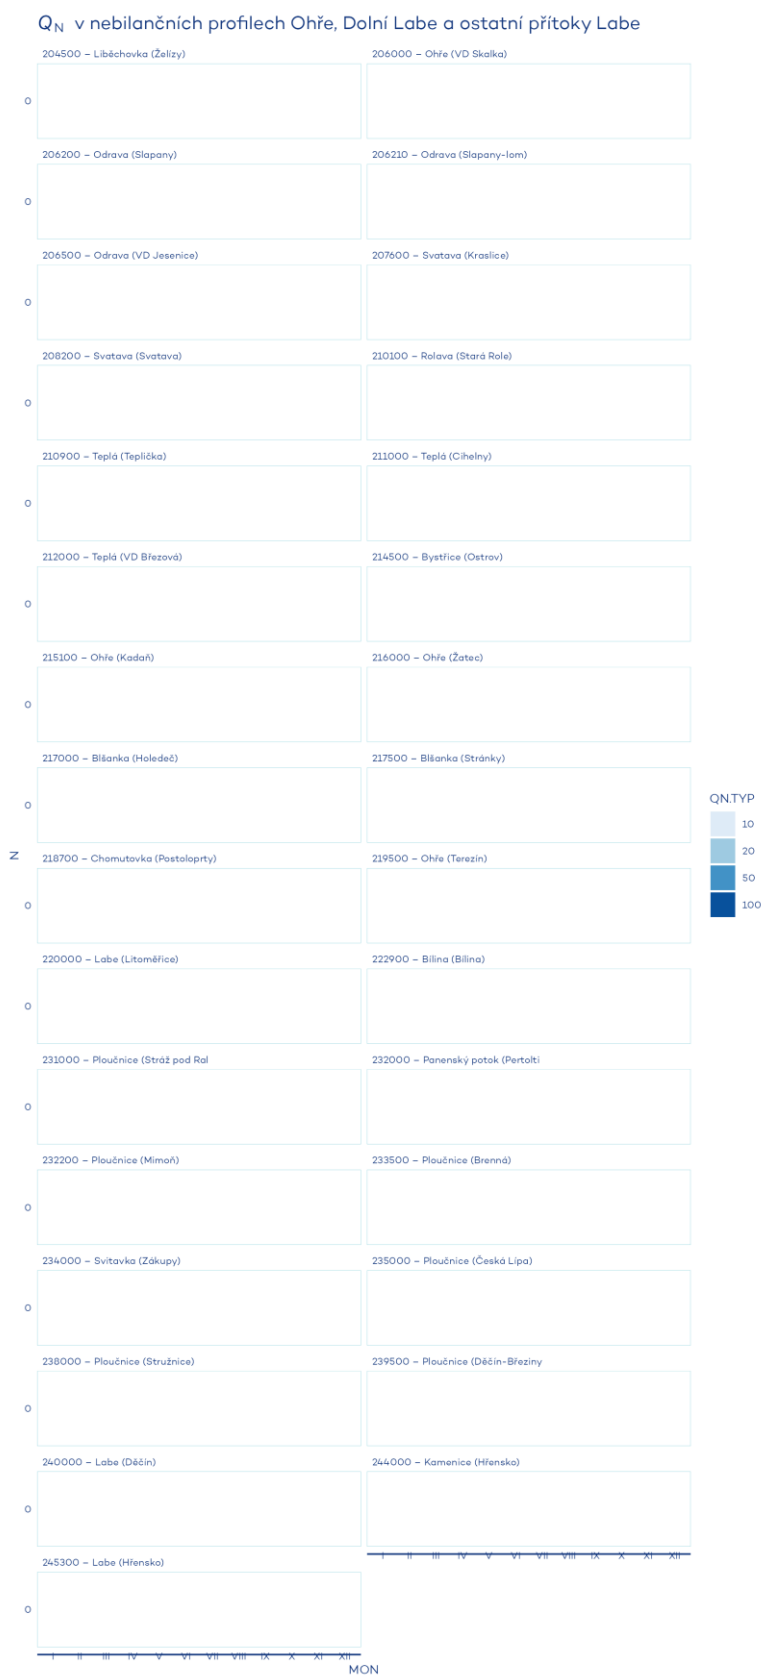 QN v nebilančních profilech Ohře, Dolní Labe a ostatní přítoky Labe
204500 – Liběchovka (Želízy)
206000 – Ohře (VD Skalka)
0
206200 – Odrava (Slapany)
206210 – Odrava (Slapany-lom)
0
206500 – Odrava (VD Jesenice)
207600 – Svatava (Kraslice)
0
208200 – Svatava (Svatava)
210100 – Rolava (Stará Role)
0
210900 – Teplá (Teplička)
211000 – Teplá (Cihelny)
0
212000 – Teplá (VD Březová)
214500 – Bystřice (Ostrov)
0
215100 – Ohře (Kadaň)
216000 – Ohře (Žatec)
0
217000 – Blšanka (Holedeč)
217500 – Blšanka (Stránky)
0
218700 – Chomutovka (Postoloprty)
219500 – Ohře (Terezín)
0
220000 – Labe (Litoměřice)
222900 – Bílina (Bílina)
0
231000 – Ploučnice (Stráž pod Ral
232000 – Panenský potok (Pertolti
0
232200 – Ploučnice (Mimoň)
233500 – Ploučnice (Brenná)
0
234000 – Svitavka (Zákupy)
235000 – Ploučnice (Česká Lípa)
0
238000 – Ploučnice (Stružnice)
239500 – Ploučnice (Děčín-Březiny
0
240000 – Labe (Děčín)
244000 – Kamenice (Hřensko)
0
I II III IV V VI VII VIII IX X XI XII
245300 – Labe (Hřensko)
0
I II III IV V VI VII VIII IX X XI XII
MON
N
QN.TYP
10
20
50
100